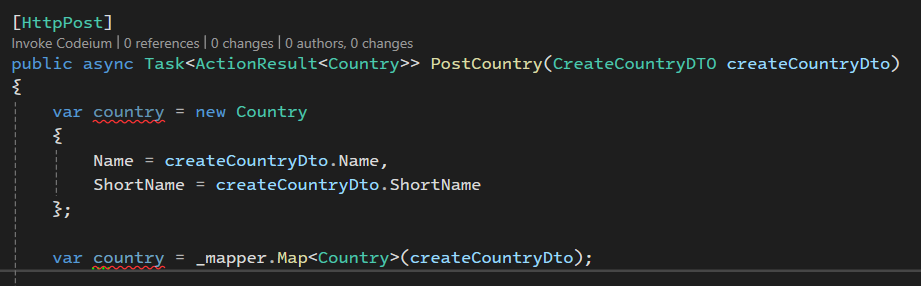 [HttpPost]
Invoke Codeium | 0 references | 0 changes | 0 authors, 0 changes
public async Task<ActionResult<Country>> PostCountry(CreateCountryDTO createCountryDto)
{
    var country = new Country
    {
        Name = createCountryDto.Name,
        ShortName = createCountryDto.ShortName
    };

    var country = _mapper.Map<Country>(createCountryDto);